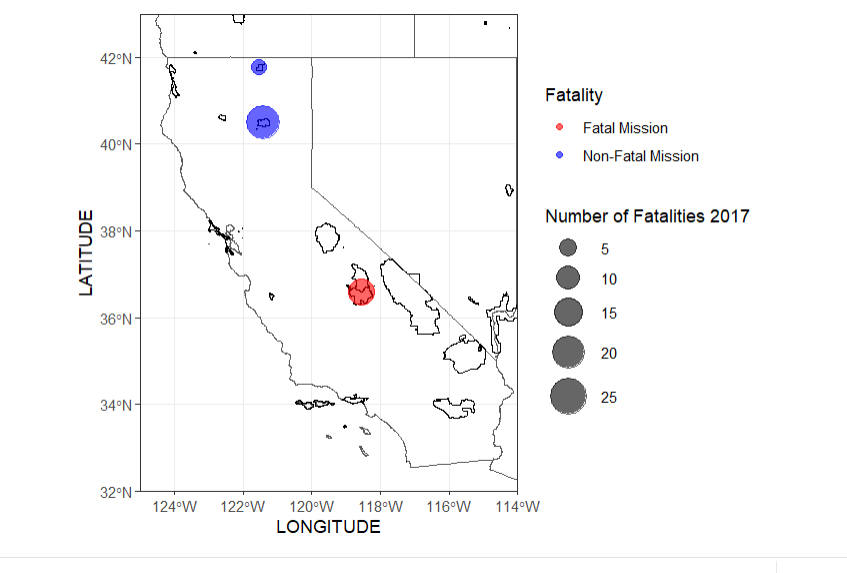 42°N
40°N
38°N
36°N
34°N
32°N
LATITUDE
124°W 122°W 120°W 118°W 116°W 114°W
LONGITUDE
Fatality
Fatal Mission
Non-Fatal Mission
Number of Fatalities 2017
5
10
15
20
25